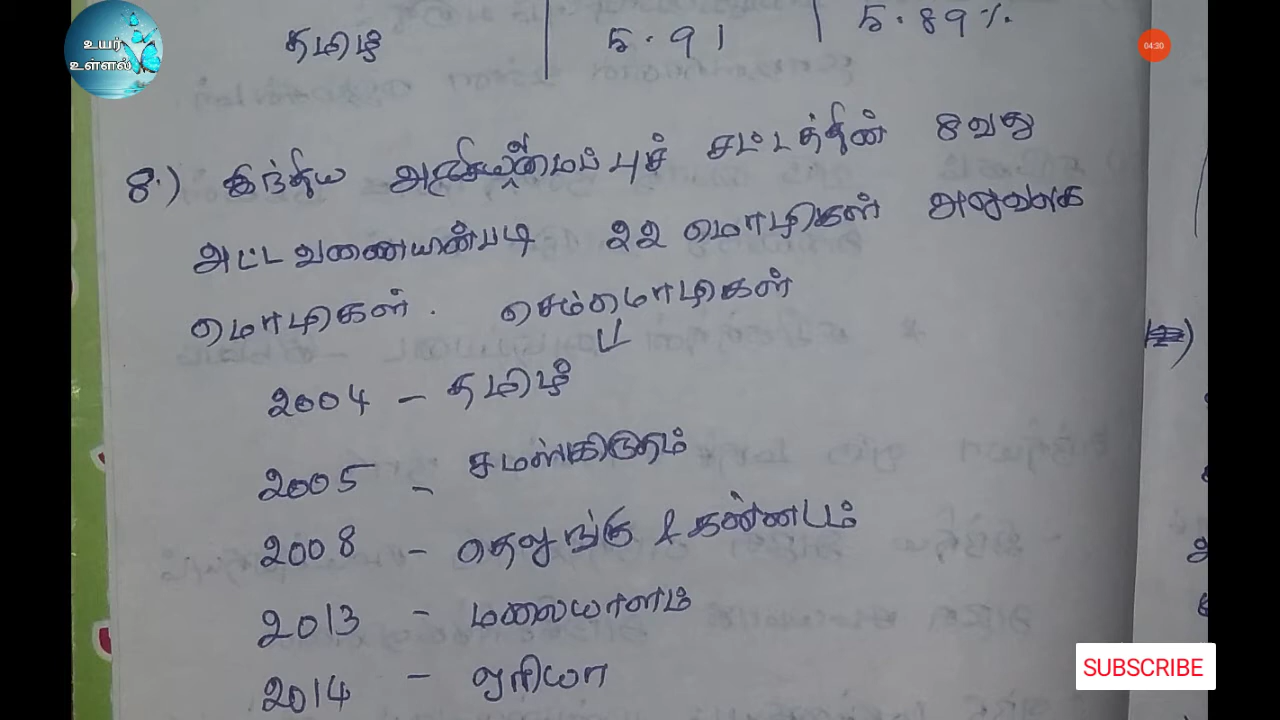 உயர்
உள்ளல்
04:30
தமிழ் 5.91 5.89%
8.) இந்திய அரசியலமைப்புச் சட்டத்தின் 8வது
அட்டவணையின்படி 22 மொழிகள் அலுவலக
மொழிகள். செம்மொழிகள்
2004 - தமிழ்
2005 - சமஸ்கிருதம்
2008 - தெலுங்கு & கன்னடம்
2013 - மலையாளம்
2014 - ஒரியா
SUBSCRIBE